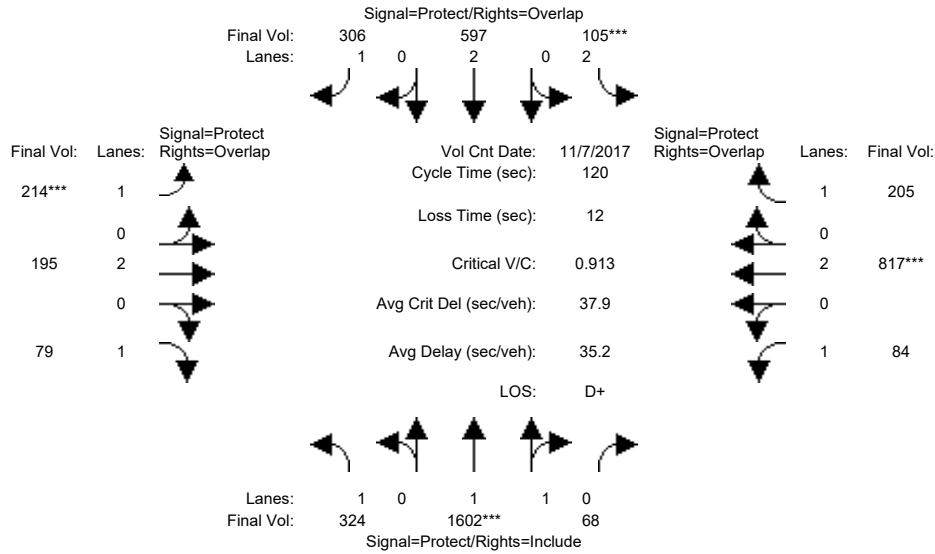 Signal=Protect/Rights=Overlap
Final Vol: 306 597 105***
Lanes: 1 0 2 0 2
Signal=Protect Signal=Protect
Final Vol: Lanes: Rights=Overlap Vol Cnt Date: 11/7/2017 Rights=Overlap Lanes: Final Vol:
Cycle Time (sec): 120
214*** 1 1 205
Loss Time (sec): 12
0 0
195 2 Critical V/C: 0.913 2 817***
0 Avg Crit Del (sec/veh): 37.9 0
79 1 Avg Delay (sec/veh): 35.2 1 84
LOS: D+
Lanes: 1 0 1 1 0
Final Vol: 324 1602*** 68
Signal=Protect/Rights=Include